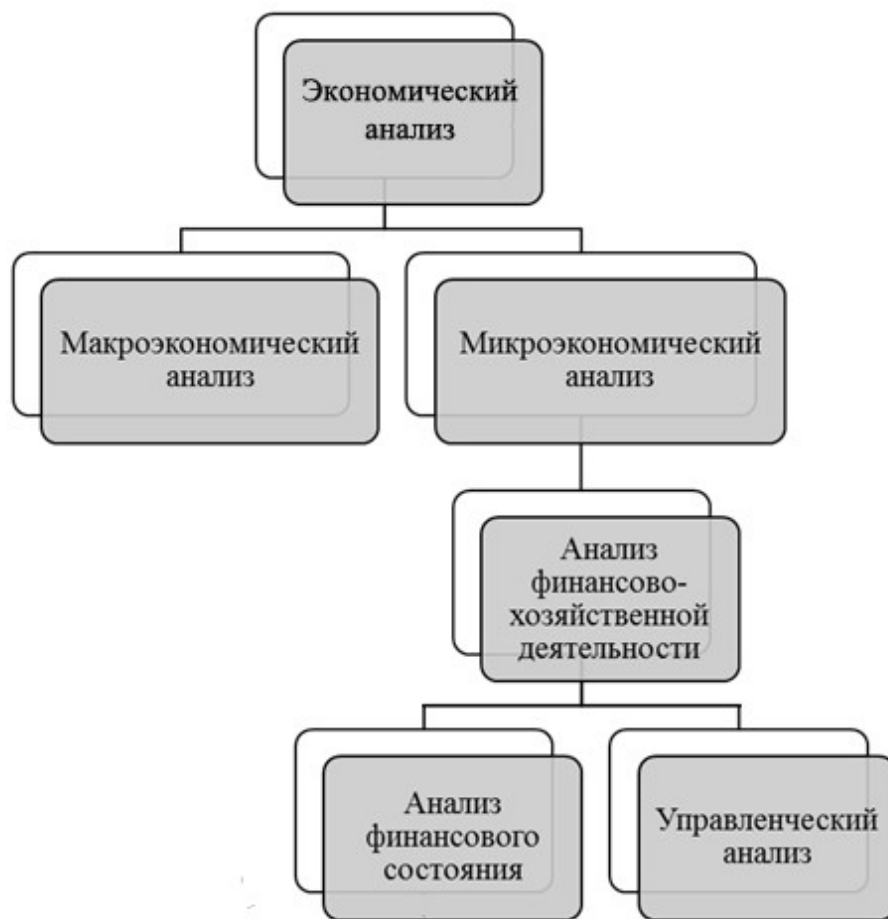 Экономический
анализ
Макроэкономический
анализ
Микроэкономический
анализ
Анализ
финансово-
хозяйственной
деятельности
Анализ
финансового
состояния
Управленческий
анализ